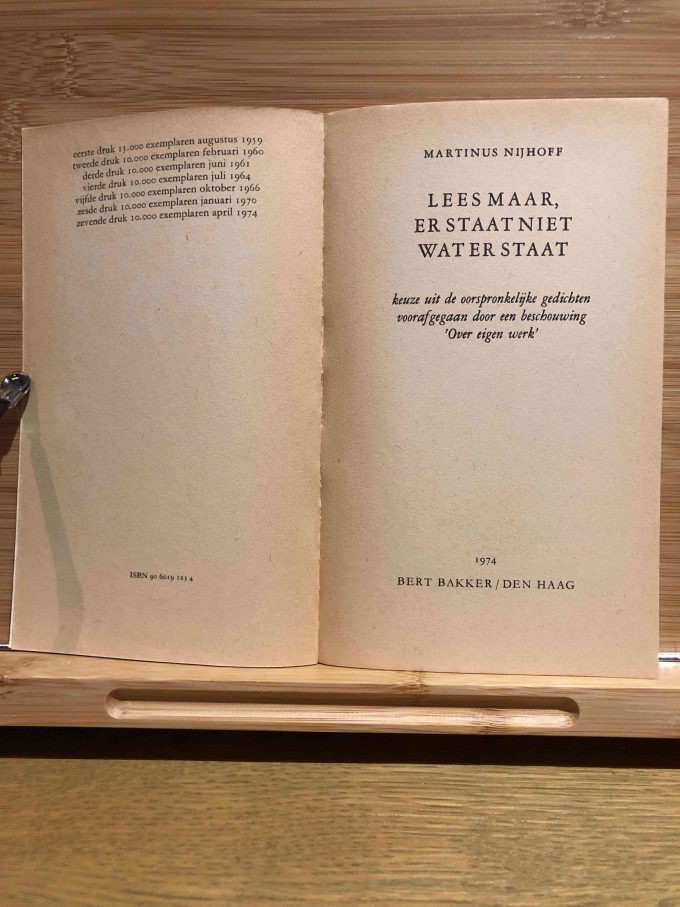 eerste druk 15.000 exemplaren augustus 1959
tweede druk 10.000 exemplaren februari 1960
derde druk 10.000 exemplaren juni 1961
vierde druk 10.000 exemplaren juli 1964
vijfde druk 10.000 exemplaren oktober 1966
zesde druk 10.000 exemplaren januari 1970
zevende druk 10.000 exemplaren april 1974
ISBN 90 6019 123 4
MARTINUS NIJHOFF
LEES MAAR,
ER STAAT NIET
WAT ER STAAT
keuze uit de oorspronkelijke gedichten
voorafgegaan door een beschouwing
'Over eigen werk'
1974
BERT BAKKER / DEN HAAG